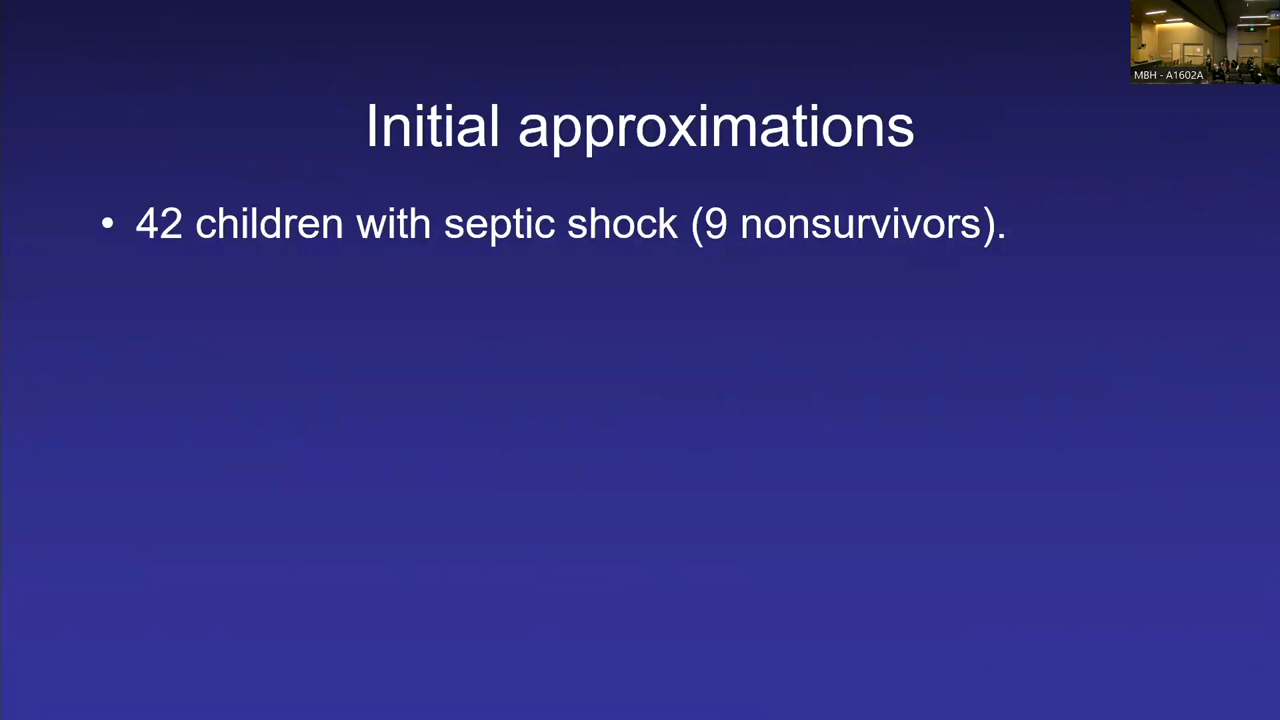 MBH - A1602A
Initial approximations
• 42 children with septic shock (9 nonsurvivors).